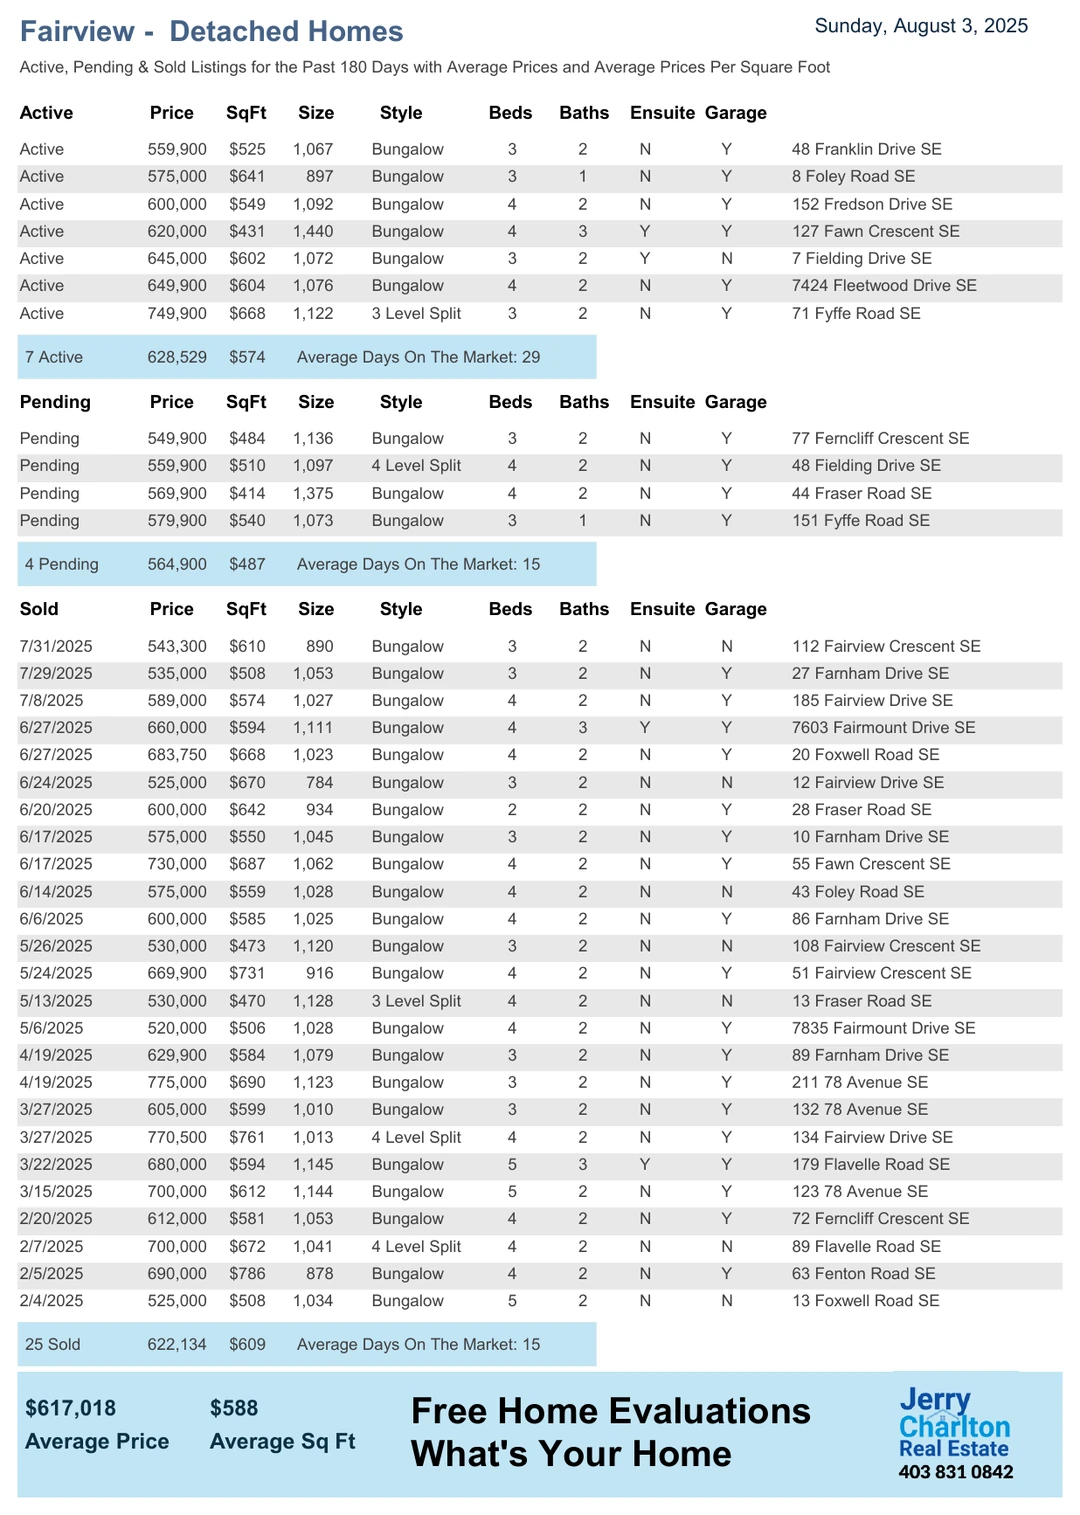 Fairview - Detached Homes
Sunday, August 3, 2025
Active, Pending & Sold Listings for the Past 180 Days with Average Prices and Average Prices Per Square Foot
Active Price SqFt Size Style Beds Baths Ensuite Garage
Active 559,900 $525 1,067 Bungalow 3 2 N Y 48 Franklin Drive SE
Active 575,000 $641 897 Bungalow 3 1 N Y 8 Foley Road SE
Active 600,000 $549 1,092 Bungalow 4 2 N Y 152 Fredson Drive SE
Active 620,000 $431 1,440 Bungalow 4 3 Y Y 127 Fawn Crescent SE
Active 645,000 $602 1,072 Bungalow 3 2 Y N 7 Fielding Drive SE
Active 649,900 $604 1,076 Bungalow 4 2 N Y 7424 Fleetwood Drive SE
Active 749,900 $668 1,122 3 Level Split 3 2 N Y 71 Fyffe Road SE
7 Active 628,529 $574 Average Days On The Market: 29
Pending Price SqFt Size Style Beds Baths Ensuite Garage
Pending 549,900 $484 1,136 Bungalow 3 2 N Y 77 Ferncliff Crescent SE
Pending 559,900 $510 1,097 4 Level Split 4 2 N Y 48 Fielding Drive SE
Pending 569,900 $414 1,375 Bungalow 4 2 N Y 44 Fraser Road SE
Pending 579,900 $540 1,073 Bungalow 3 1 N Y 151 Fyffe Road SE
4 Pending 564,900 $487 Average Days On The Market: 15
Sold Price SqFt Size Style Beds Baths Ensuite Garage
7/31/2025 543,300 $610 890 Bungalow 3 2 N N 112 Fairview Crescent SE
7/29/2025 535,000 $508 1,053 Bungalow 3 2 N Y 27 Farnham Drive SE
7/8/2025 589,000 $574 1,027 Bungalow 4 2 N Y 185 Fairview Drive SE
6/27/2025 660,000 $594 1,111 Bungalow 4 3 Y Y 7603 Fairmount Drive SE
6/27/2025 683,750 $668 1,023 Bungalow 4 2 N Y 20 Foxwell Road SE
6/24/2025 525,000 $670 784 Bungalow 3 2 N N 12 Fairview Drive SE
6/20/2025 600,000 $642 934 Bungalow 2 2 N Y 28 Fraser Road SE
6/17/2025 575,000 $550 1,045 Bungalow 3 2 N Y 10 Farnham Drive SE
6/17/2025 730,000 $687 1,062 Bungalow 4 2 N Y 55 Fawn Crescent SE
6/14/2025 575,000 $559 1,028 Bungalow 4 2 N N 43 Foley Road SE
6/6/2025 600,000 $585 1,025 Bungalow 4 2 N Y 86 Farnham Drive SE
5/26/2025 530,000 $473 1,120 Bungalow 3 2 N N 108 Fairview Crescent SE
5/24/2025 669,900 $731 916 Bungalow 4 2 N Y 51 Fairview Crescent SE
5/13/2025 530,000 $470 1,128 3 Level Split 4 2 N N 13 Fraser Road SE
5/6/2025 520,000 $506 1,028 Bungalow 4 2 N Y 7835 Fairmount Drive SE
4/19/2025 629,900 $584 1,079 Bungalow 3 2 N Y 89 Farnham Drive SE
4/19/2025 775,000 $690 1,123 Bungalow 3 2 N Y 211 78 Avenue SE
3/27/2025 605,000 $599 1,010 Bungalow 3 2 N Y 132 78 Avenue SE
3/27/2025 770,500 $761 1,013 4 Level Split 4 2 N Y 134 Fairview Drive SE
3/22/2025 680,000 $594 1,145 Bungalow 5 3 Y Y 179 Flavelle Road SE
3/15/2025 700,000 $612 1,144 Bungalow 5 2 N Y 123 78 Avenue SE
2/20/2025 612,000 $581 1,053 Bungalow 4 2 N Y 72 Ferncliff Crescent SE
2/7/2025 700,000 $672 1,041 4 Level Split 4 2 N N 89 Flavelle Road SE
2/5/2025 690,000 $786 878 Bungalow 4 2 N Y 63 Fenton Road SE
2/4/2025 525,000 $508 1,034 Bungalow 5 2 N N 13 Foxwell Road SE
25 Sold 622,134 $609 Average Days On The Market: 15
$617,018 $588
Average Price Average Sq Ft
Free Home Evaluations
What's Your Home
Jerry
Charlton
Real Estate
403 831 0842